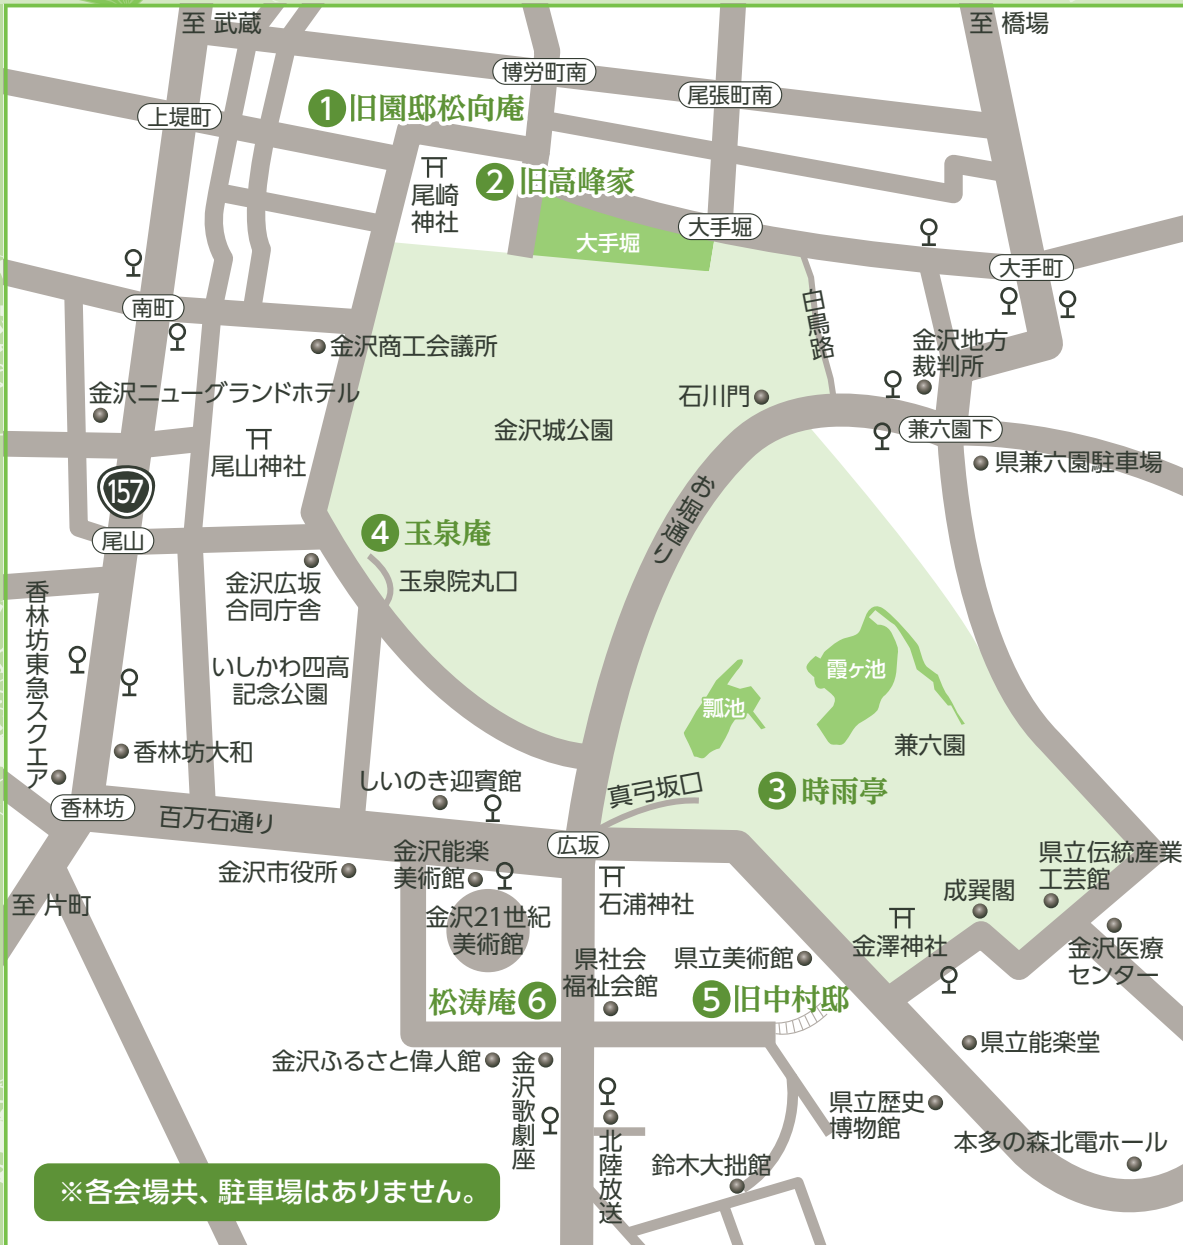 至 武蔵
至 橋場
博労町南
尾張町南
上堤町
❶旧園邸松向庵
尾崎
神社
❷旧高峰家
大手堀
大手堀
大手町
南町
白鳥路
金沢商工会議所
金沢地方
裁判所
金沢ニューグランドホテル
石川門
金沢城公園
兼六園下
尾山神社
県兼六園駐車場
157
お堀通り
尾山
❹玉泉庵
金沢広坂
合同庁舎
玉泉院丸口
香林坊東急スクエア
いしかわ四高
記念公園
霞ヶ池
瓢池
兼六園
香林坊大和
しいのき迎賓館
真弓坂口
❸時雨亭
香林坊
百万石通り
広坂
金沢市役所
金沢能楽
美術館
県立伝統産業
工芸館
成巽閣
至 片町
石浦神社
金沢21世紀
美術館
金澤神社
金沢医療
センター
県社会
福祉会館
県立美術館
松涛庵❻
❺旧中村邸
県立能楽堂
金沢ふるさと偉人館
金沢歌劇座
県立歴史
博物館
北陸放送
本多の森北電ホール
鈴木大拙館
※各会場共、駐車場はありません。